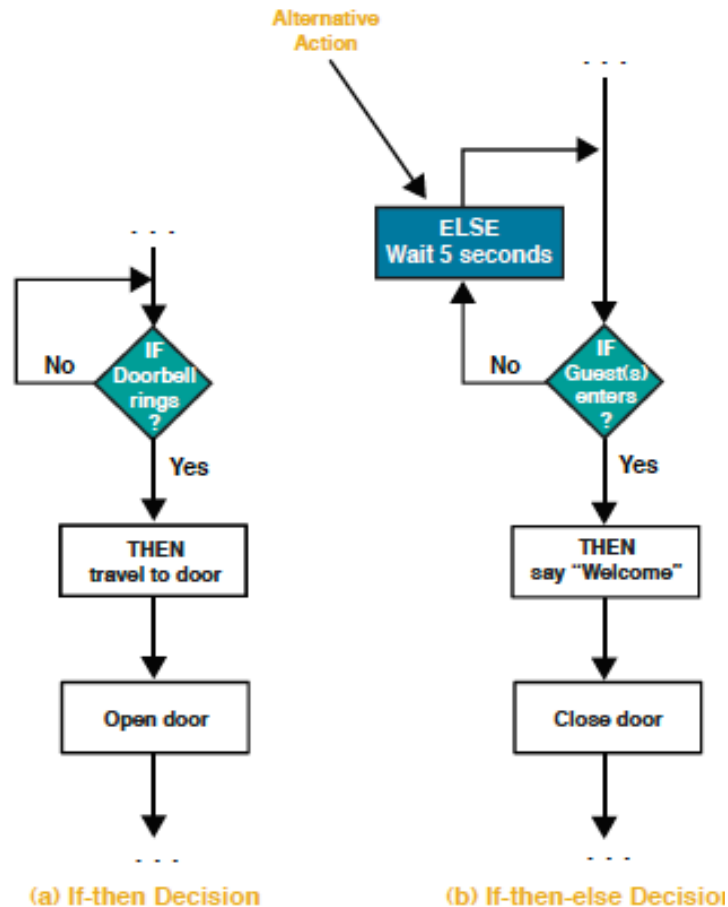 Alternative
Action
- - -
ELSE
Wait 5 seconds
- - -
No
IF
Doorbell
rings
?
Yes
THEN
travel to door
Open door
- - -
(a) If-then Decision
No
IF
Guest(s)
enters
?
Yes
THEN
say “Welcome”
Close door
- - -
(b) If-then-else Decision